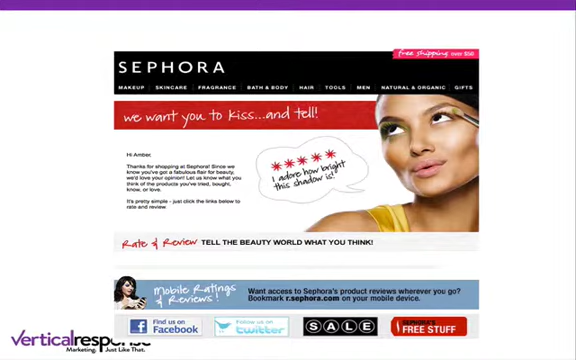 free shipping over $50
SEPHORA
MAKEUP SKINCARE FRAGRANCE BATH & BODY HAIR TOOLS MEN NATURAL & ORGANIC GIFTS
we want you to kiss...and tell!
Hi Amber,
Thanks for shopping at Sephora! Since we
know you've got a fabulous flair for beauty,
we'd love your opinion! Let us know what you
think of the products you've tried, bought,
know, or love.
It's pretty simple - just click the links below to
rate and review
I adore how bright
this shadow is!
Rate & Review TELL THE BEAUTY WORLD WHAT YOU THINK!
Mobile Ratings
& Reviews!
Want access to Sephora's product reviews wherever you go?
Bookmark r.sephora.com on your mobile device.
Find us on
Facebook
Follow us on
twitter
SALE
SEPHORA'S
FREE STUFF
verticalresponse
Marketing. Just Like That.